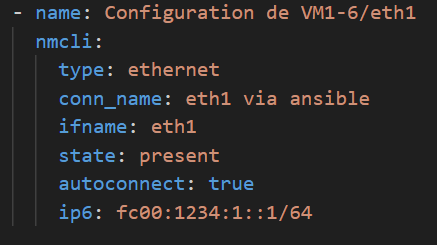 - name: Configuration de VM1-6/eth1
nmcli:
type: ethernet
conn_name: eth1 via ansible
ifname: eth1
state: present
autoconnect: true
ip6: fc00:1234:1::1/64